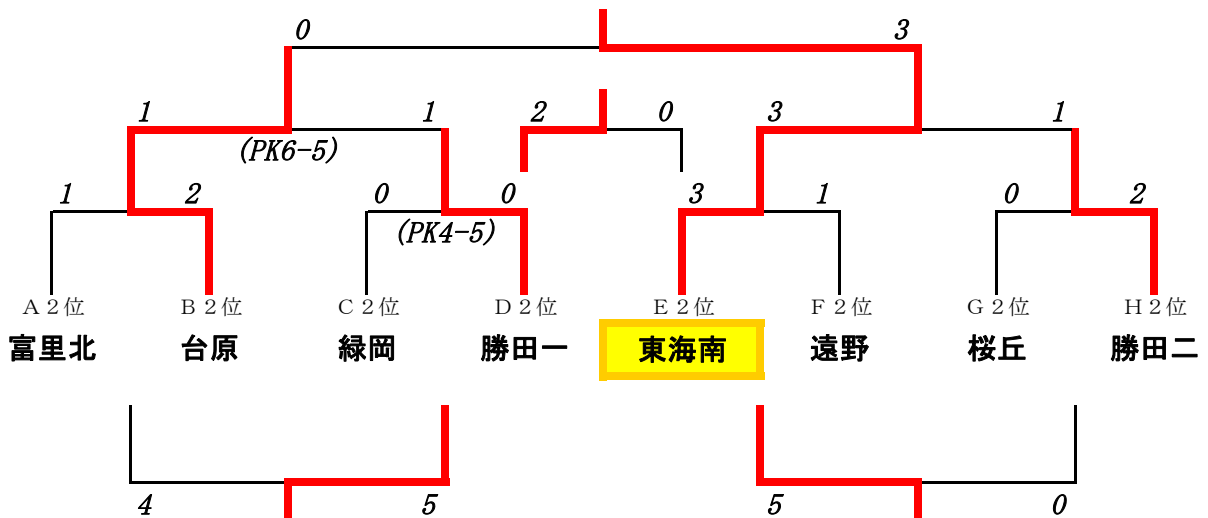 0 3
1 1 2 0 3 1
(PK6-5)
1 2 0 0 3 1 0 2
(PK4-5)
A2位 B2位 C2位 D2位 E2位 F2位 G2位 H2位
富里北 台原 緑岡 勝田一 東海南 遠野 桜丘 勝田二
4 5 5 0